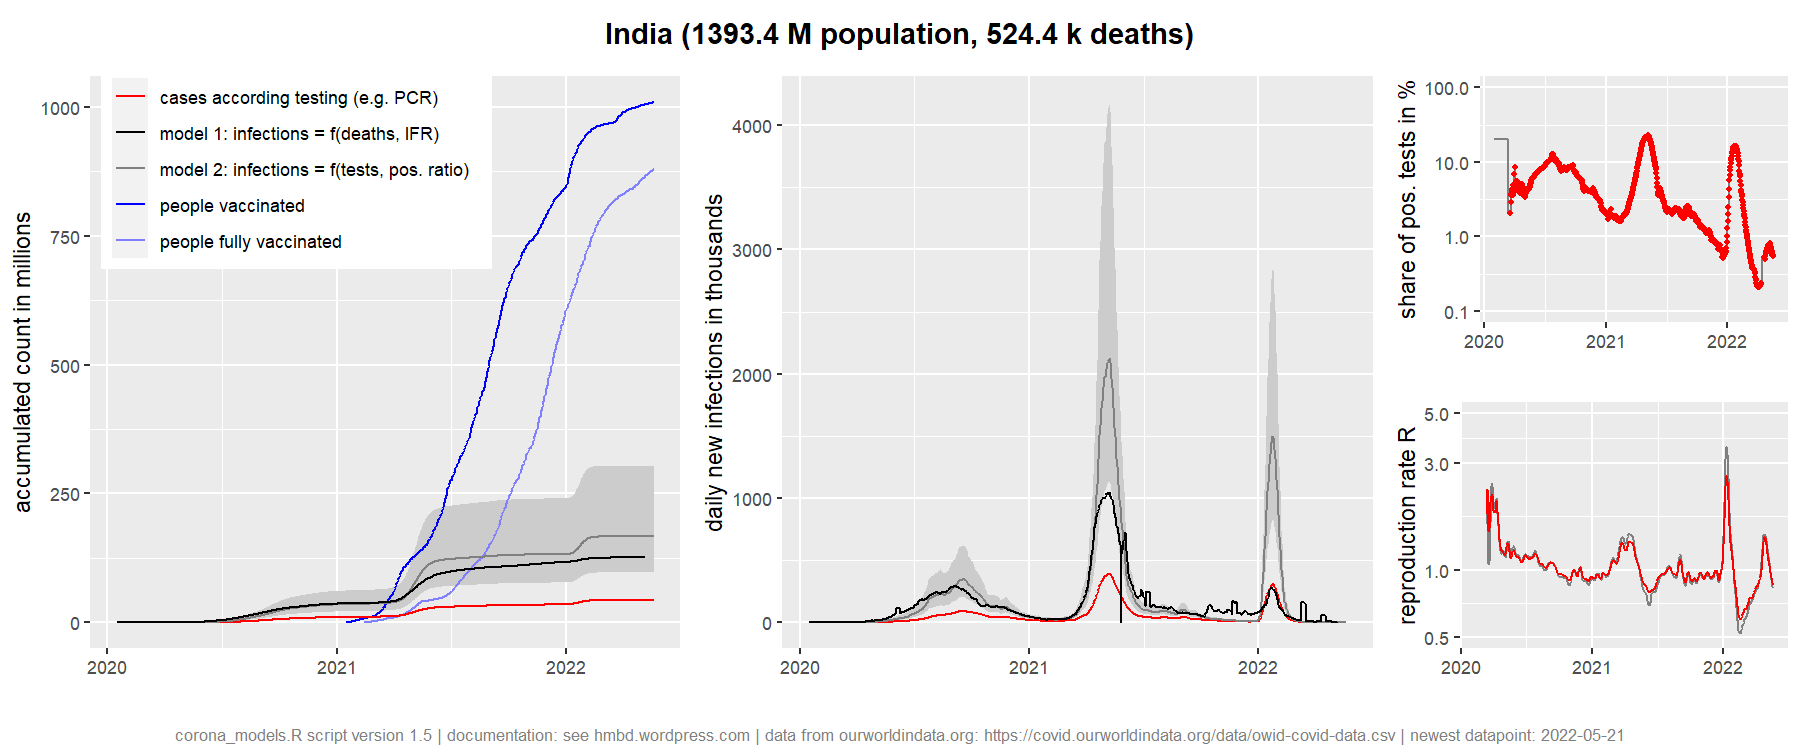 India (1393.4 M population, 524.4 k deaths)
accumulated count in millions
1000
750
500
250
0
2020
2021
2022
cases according testing (e.g. PCR)
model 1: infections = f(deaths, IFR)
model 2: infections = f(tests, pos. ratio)
people vaccinated
people fully vaccinated
daily new infections in thousands
4000
3000
2000
1000
0
2020
2021
2022
share of pos. tests in %
100.0
10.0
1.0
0.1
2020
2021
2022
reproduction rate R
5.0
3.0
1.0
0.5
2020
2021
2022
corona_models.R script version 1.5 | documentation: see hmbd.wordpress.com | data from ourworldindata.org: https://covid.ourworldindata.org/data/owid-covid-data.csv | newest datapoint: 2022-05-21